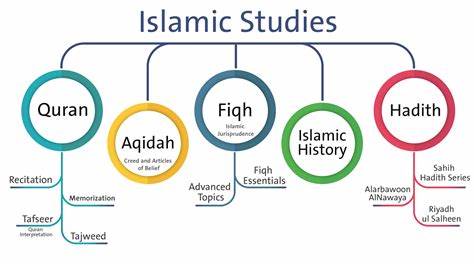 Islamic Studies
Quran
Recitation
Memorization
Tafseer
Quran
Interpretation
Tajweed
Aqidah
Creed and Articles
of Belief
Fiqh
Islamic
Jurisprudence
Fiqh
Essentials
Advanced
Topics
Islamic
History
Hadith
Sahih
Hadith Series
Alarbawoon
AlNawaya
Riyadh
ul Salheen